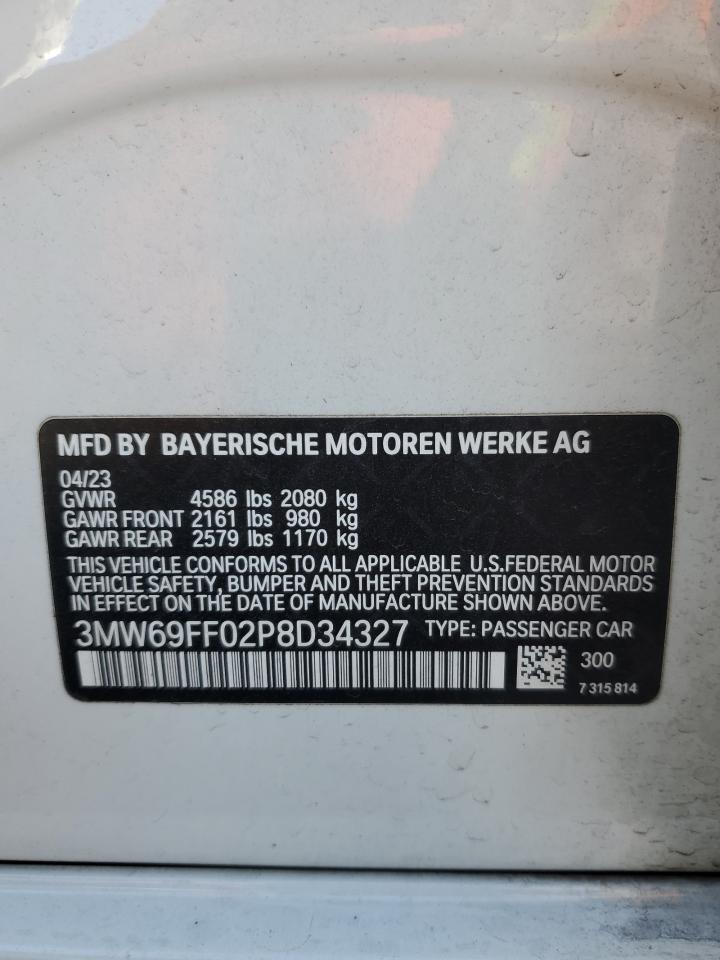 MFD BY BAYERISCHE MOTOREN WERKE AG
04/23
GVWR 4586 lbs 2080 kg
GAWR FRONT 2161 lbs 980 kg
GAWR REAR 2579 lbs 1170 kg
THIS VEHICLE CONFORMS TO ALL APPLICABLE U.S.FEDERAL MOTOR
VEHICLE SAFETY, BUMPER AND THEFT PREVENTION STANDARDS
IN EFFECT ON THE DATE OF MANUFACTURE SHOWN ABOVE.
3MW69FF02P8D34327 TYPE: PASSENGER CAR
300
7 315 814